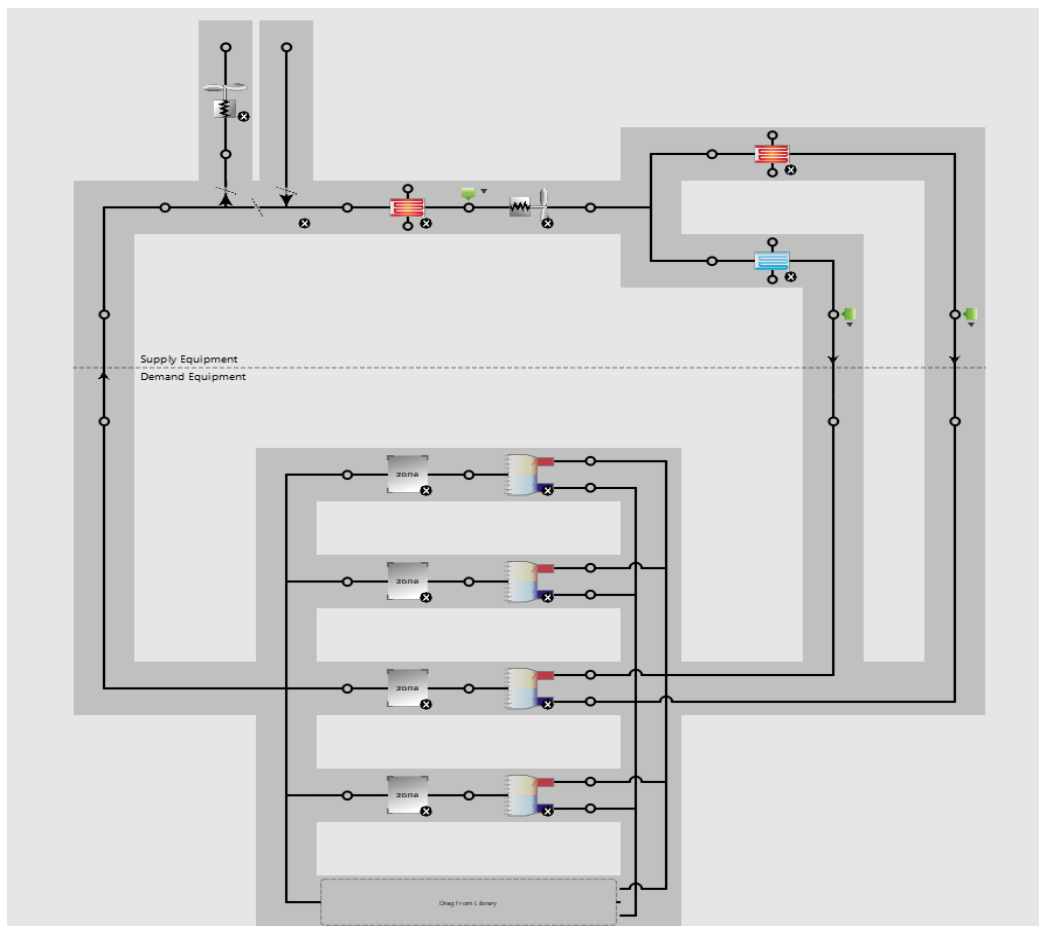 Supply Equipment
Demand Equipment
zone
zone
zone
zone
Drag From Library